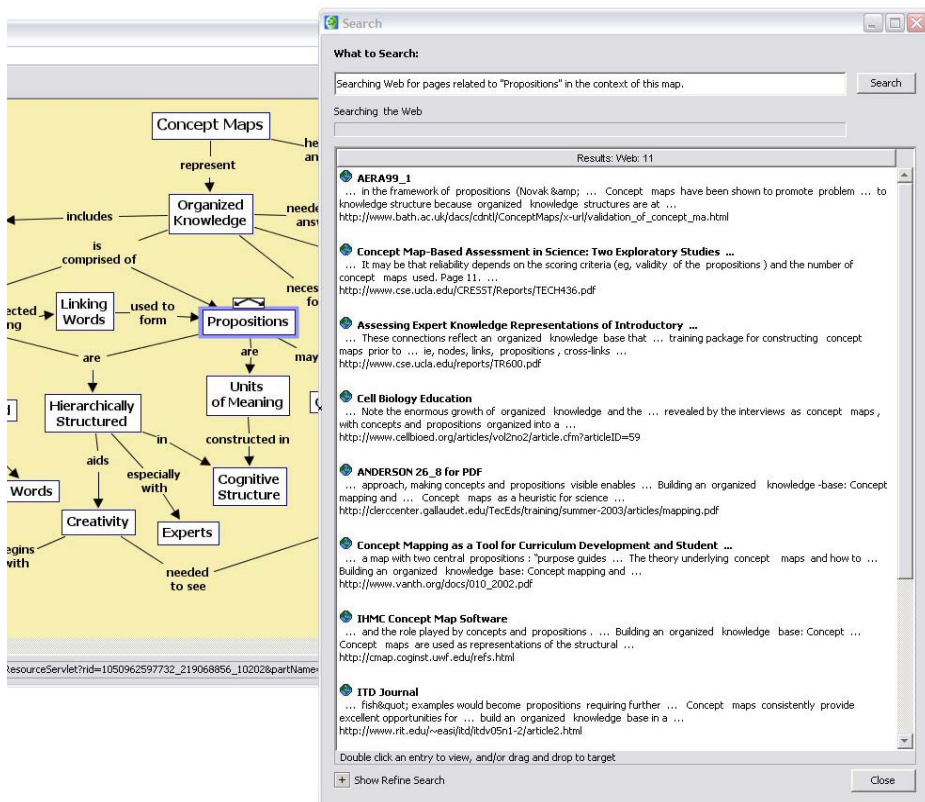 Concept Maps
he
an
represent
Organized
Knowledge
includes
neede
answ
is
comprised of
neces
fo
ected
ng
Linking
Words
used to
form
Propositions
are
are
may
Units
of Meaning
Hierarchically
Structured
in
constructed in
aids
especially
with
Cognitive
Structure
Words
Creativity
Experts
egins
with
needed
to see
ResourceServlet?rid=1050962597732_219068856_10202&partName=
Search
What to Search:
Searching Web for pages related to "Propositions" in the context of this map.
Search
Searching the Web
Results: Web: 11
AERA99_1
... in the framework of propositions (Novak &amp; ... Concept maps have been shown to promote problem ... to
knowledge structure because organized knowledge structures are at ...
http://www.bath.ac.uk/dacs/cdntl/ConceptMaps/x-url/validation_of_concept_ma.html
Concept Map-Based Assessment in Science: Two Exploratory Studies ...
... It may be that reliability depends on the scoring criteria (eg, validity of the propositions ) and the number of
concept maps used. Page 11. ...
http://www.cse.ucla.edu/CRESST/Reports/TECH436.pdf
Assessing Expert Knowledge Representations of Introductory ...
... These connections reflect an organized knowledge base that ... training package for constructing concept
maps prior to ... ie, nodes, links, propositions , cross-links ...
http://www.cse.ucla.edu/reports/TR600.pdf
Cell Biology Education
... Note the enormous growth of organized knowledge and the ... revealed by the interviews as concept maps ,
with concepts and propositions organized into a ...
http://www.cellbioed.org/articles/vol2no2/article.cfm?articleID=59
ANDERSON 26_8 for PDF
... approach, making concepts and propositions visible enables ... Building an organized knowledge -base: Concept
mapping and ... Concept maps as a heuristic for science ...
http://clerccenter.gallaudet.edu/TecEds/training/summer-2003/articles/mapping.pdf
Concept Mapping as a Tool for Curriculum Development and Student ...
... a map with two central propositions : "purpose guides ... The theory underlying concept maps and how to ...
Building an organized knowledge base: Concept mapping and ...
http://www.vanth.org/docs/010_2002.pdf
IHMC Concept Map Software
... and the role played by concepts and propositions . ... Building an organized knowledge base: Concept ...
Concept maps are used as representations of the structural ...
http://cmap.coginst.uwf.edu/refs.html
ITD Journal
... fish&quot; examples would become propositions requiring further ... Concept maps consistently provide
excellent opportunities for ... build an organized knowledge base in a ...
http://www.rit.edu/~easi/itd/itdv05n1-2/article2.html
Double click an entry to view, and/or drag and drop to target
Show Refine Search
Close